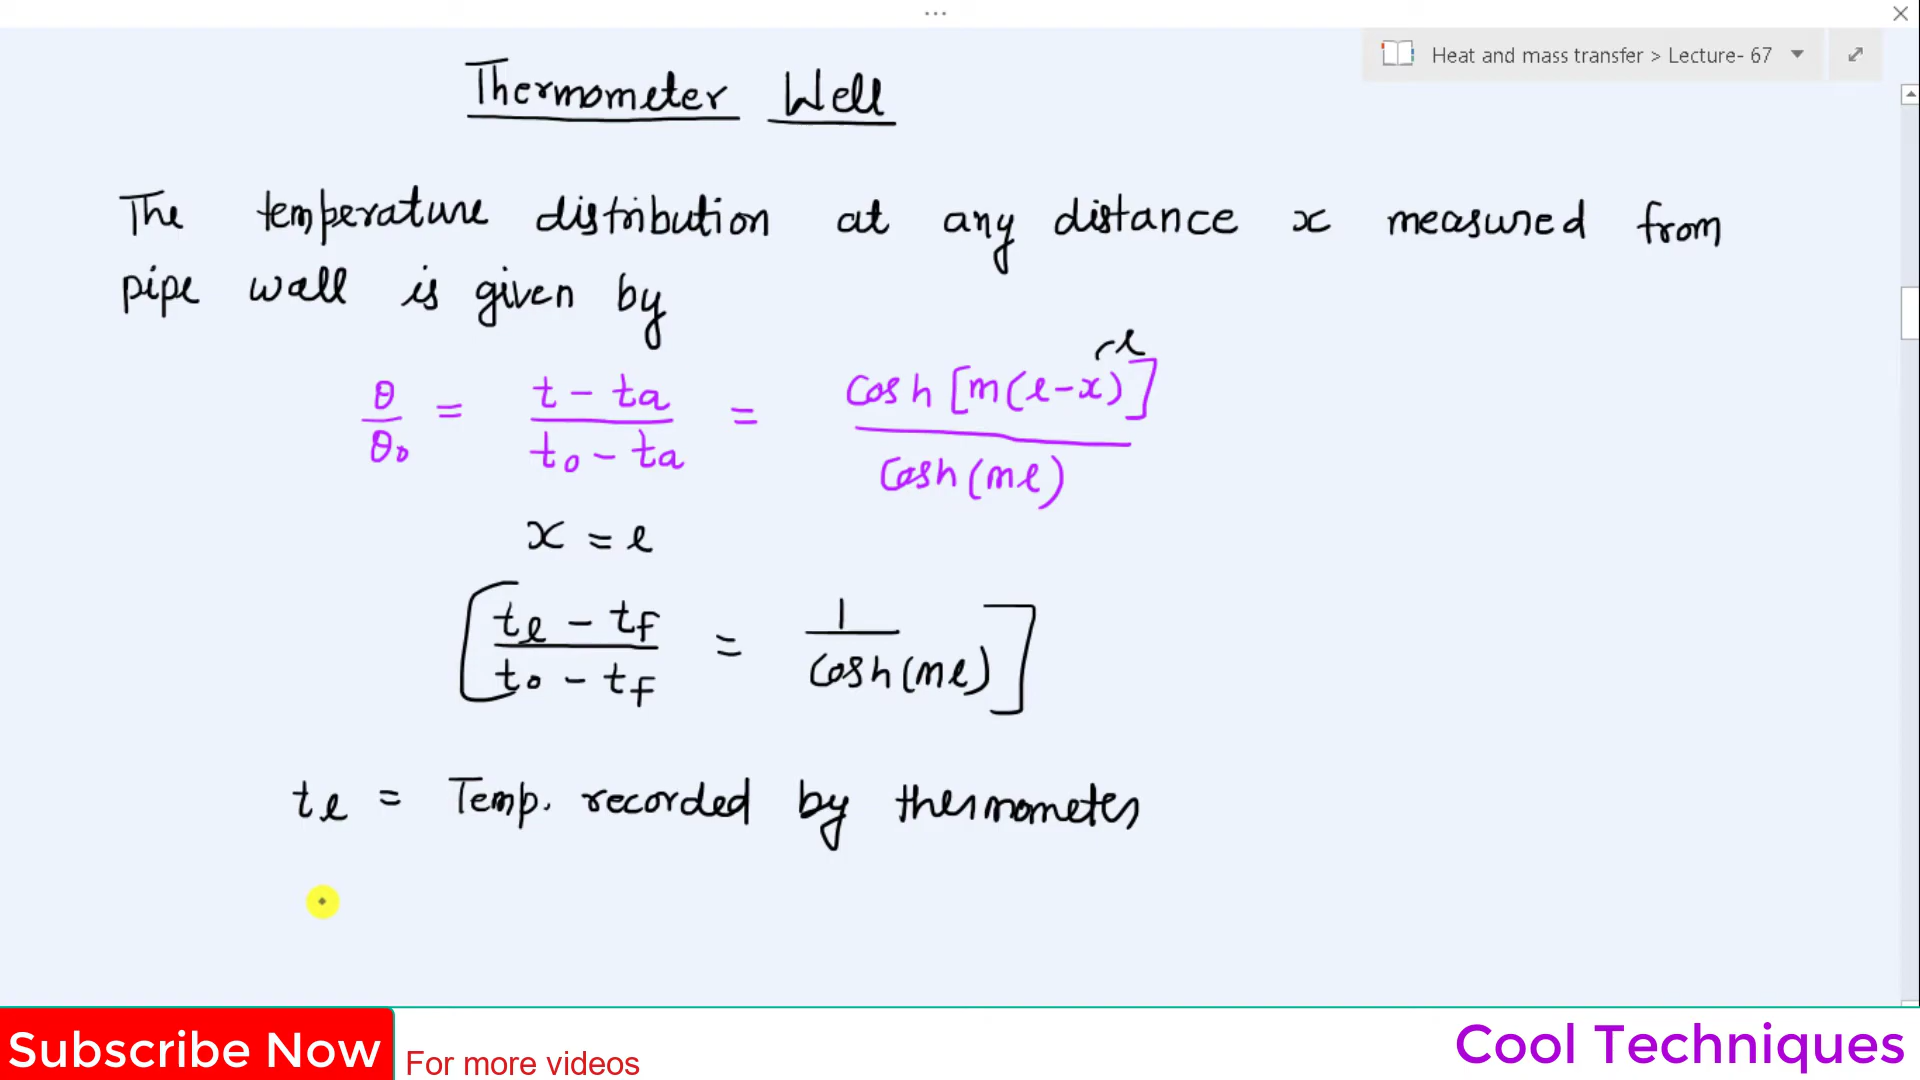 ...
Heat and mass transfer > Lecture- 67
Thermometer Well
The temperature distribution at any distance x measured from
pipe wall is given by
θ/θ₀ = (t - ta)/(t₀ - ta) = Cosh[m(l-x)]/Cosh(ml)
l
x = l
[(tl - tf)/(t₀ - tf) = 1/Cosh(ml)]
tl = Temp. recorded by thermometer
Subscribe Now
For more videos
Cool Techniques